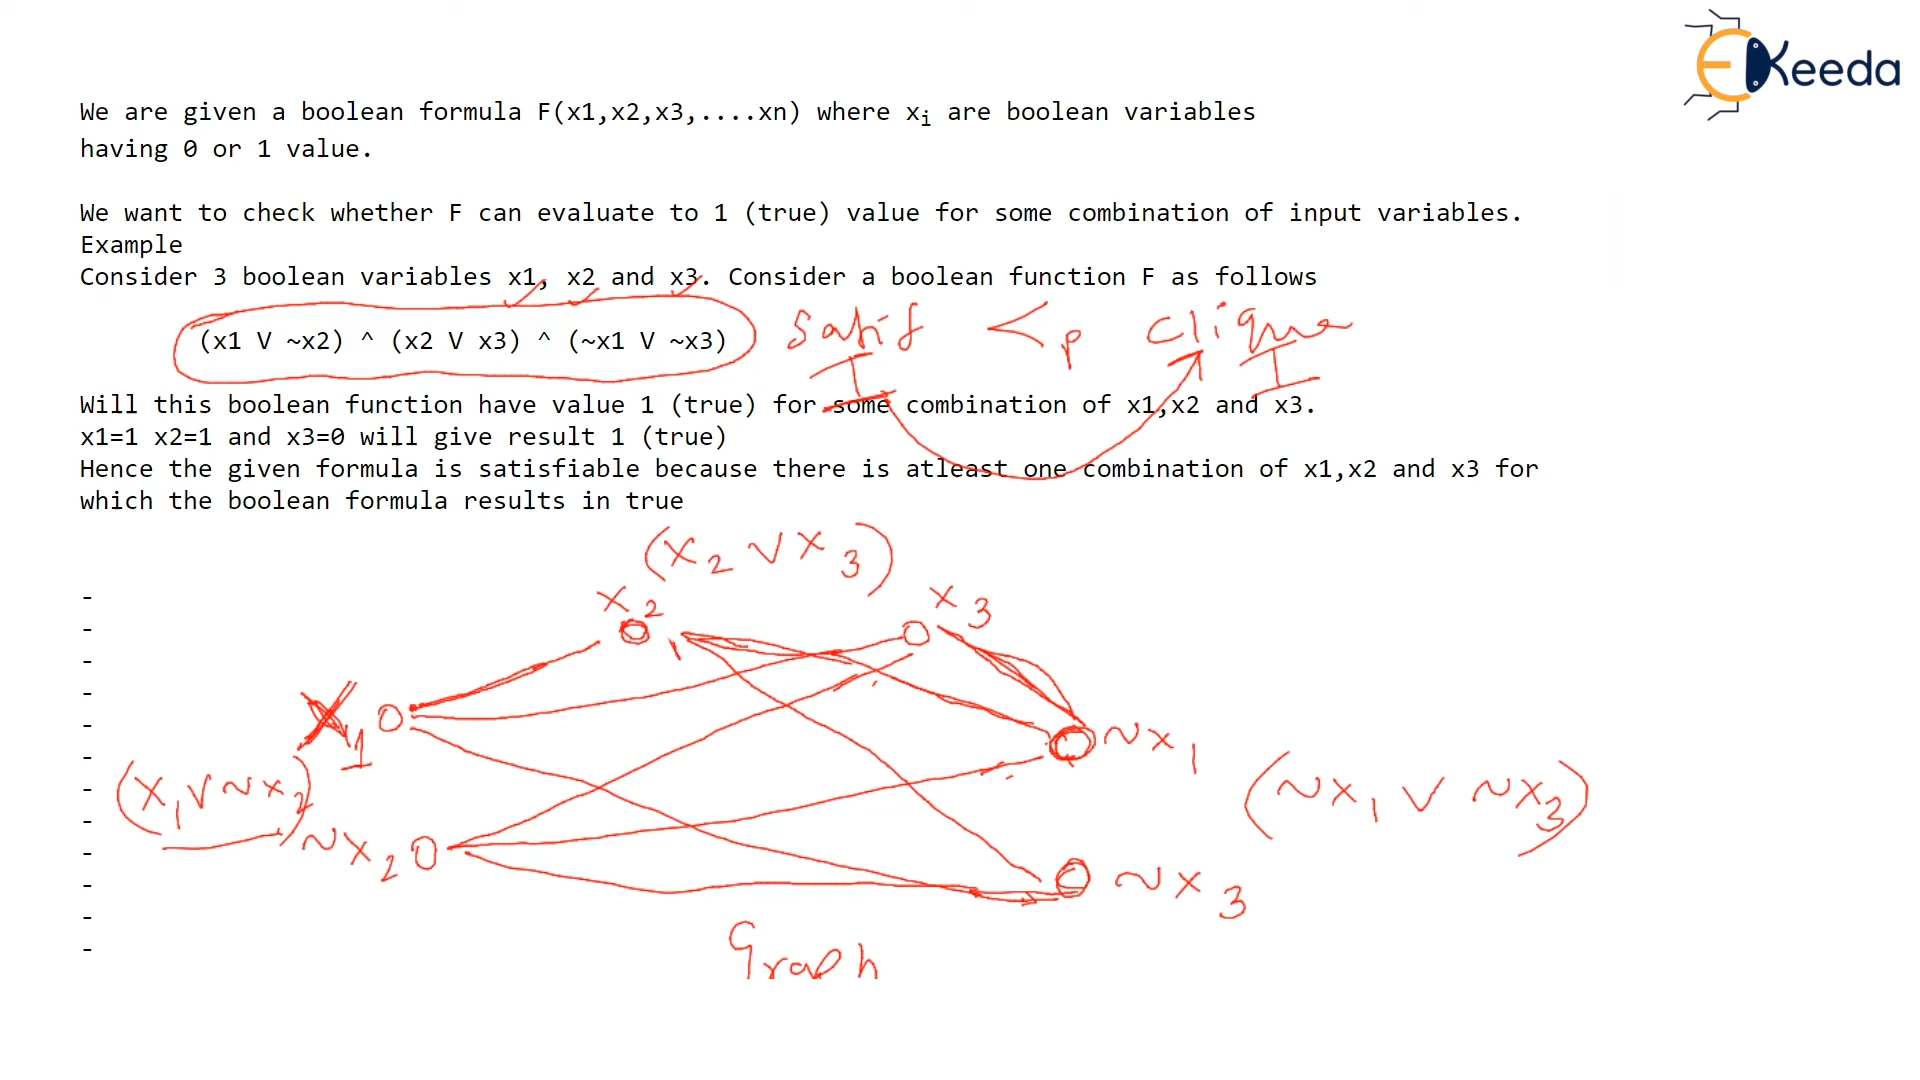 EKeeda
We are given a boolean formula F(x1,x2,x3,....xn) where xi are boolean variables
having 0 or 1 value.
We want to check whether F can evaluate to 1 (true) value for some combination of input variables.
Example
Consider 3 boolean variables x1, x2 and x3. Consider a boolean function F as follows
(x1 V ~x2) ^ (x2 V x3) ^ (~x1 V ~x3)
Satif <p Clique
I I
Will this boolean function have value 1 (true) for some combination of x1,x2 and x3.
x1=1 x2=1 and x3=0 will give result 1 (true)
Hence the given formula is satisfiable because there is atleast one combination of x1,x2 and x3 for
which the boolean formula results in true
(x2 V x3)
x2 x3
x1
~x1
(x1 V ~x2)
(~x1 V ~x3)
~x2
~x3
Graph
-
-
-
-
-
-
-
-
-
-
-
-